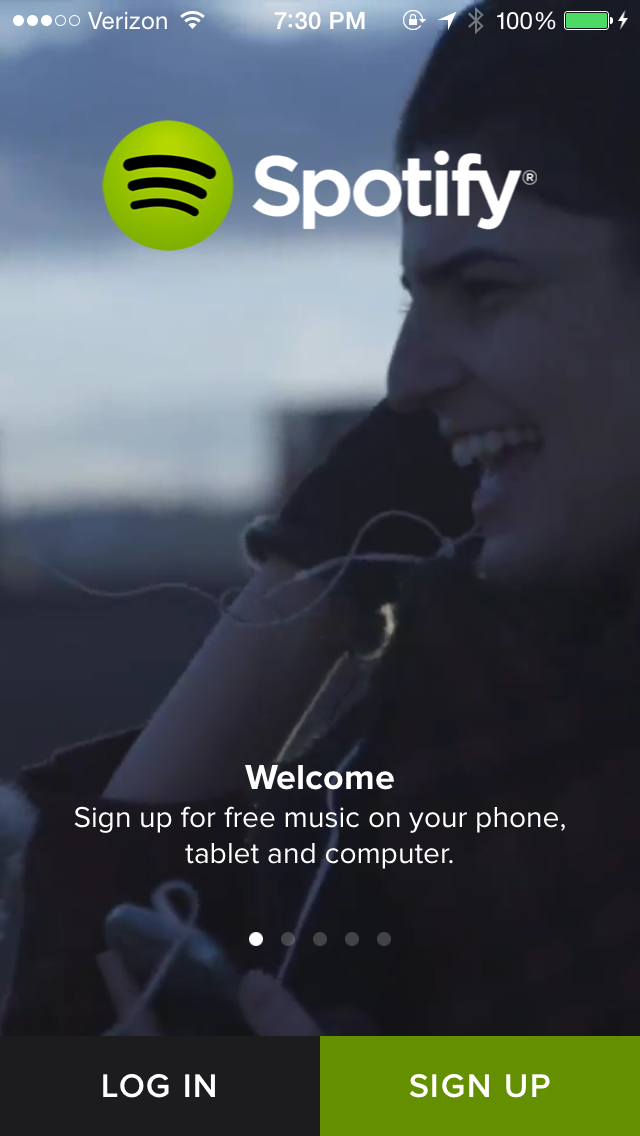 Verizon 7:30 PM 100%
Spotify®
Welcome
Sign up for free music on your phone,
tablet and computer.
LOG IN SIGN UP